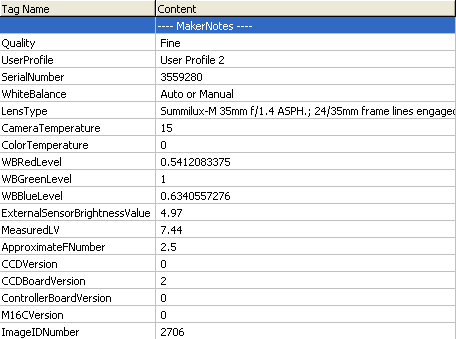 Tag Name Content
---- MakerNotes ----
Quality Fine
UserProfile User Profile 2
SerialNumber 3559280
WhiteBalance Auto or Manual
LensType Summilux-M 35mm f/1.4 ASPH.; 24/35mm frame lines engaged
CameraTemperature 15
ColorTemperature 0
WBRedLevel 0.5412083375
WBGreenLevel 1
WBBlueLevel 0.6340557276
ExternalSensorBrightnessValue 4.97
MeasuredLV 7.44
ApproximateFNumber 2.5
CCDVersion 0
CCDBoardVersion 2
ControllerBoardVersion 0
M16CVersion 0
ImageIDNumber 2706